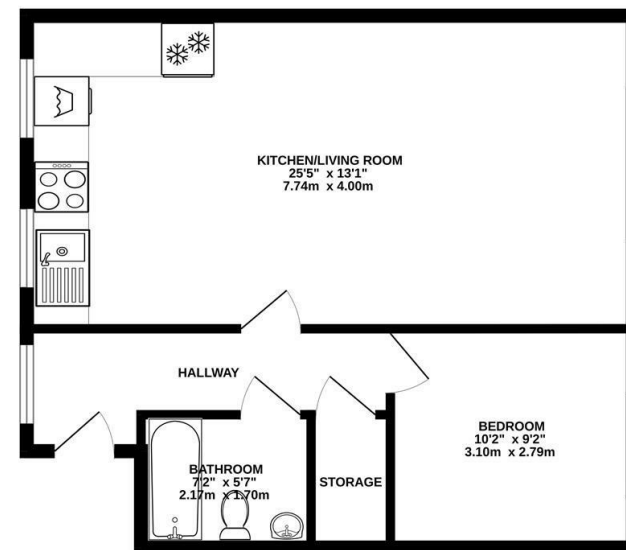 KITCHEN/LIVING ROOM
25'5" x 13'1"
7.74m x 4.00m
HALLWAY
BEDROOM
10'2" x 9'2"
3.10m x 2.79m
BATHROOM
7'2" x 5'7"
2.17m x 1.70m
STORAGE